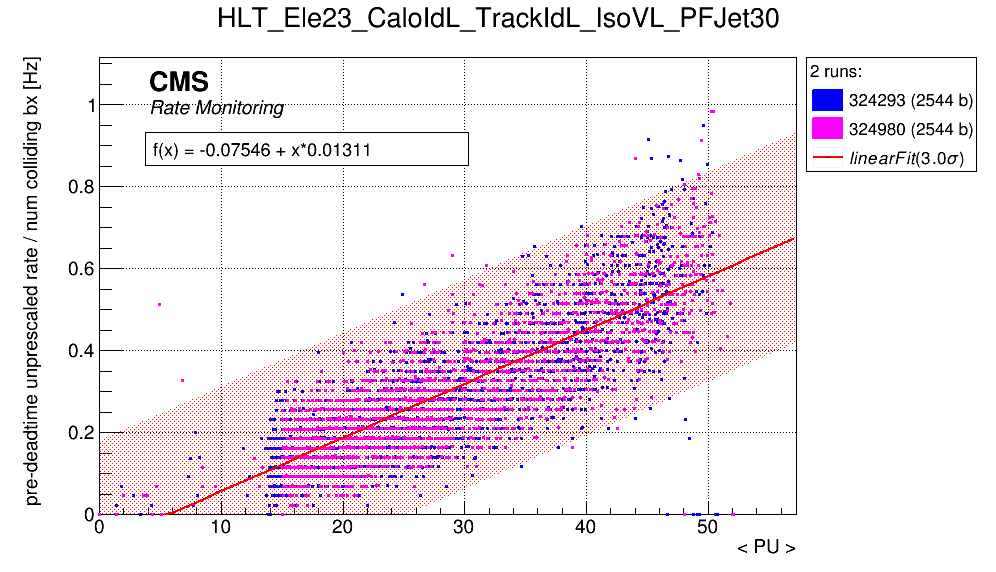 HLT_Ele23_CaloIdL_TrackIdL_IsoVL_PFJet30
pre-deadtime unprescaled rate / num colliding bx [Hz]
CMS
Rate Monitoring
f(x) = -0.07546 + x*0.01311
2 runs:
324293 (2544 b)
324980 (2544 b)
linearFit(3.0σ)
1
0.8
0.6
0.4
0.2
0
0 10 20 30 40 50
< PU >